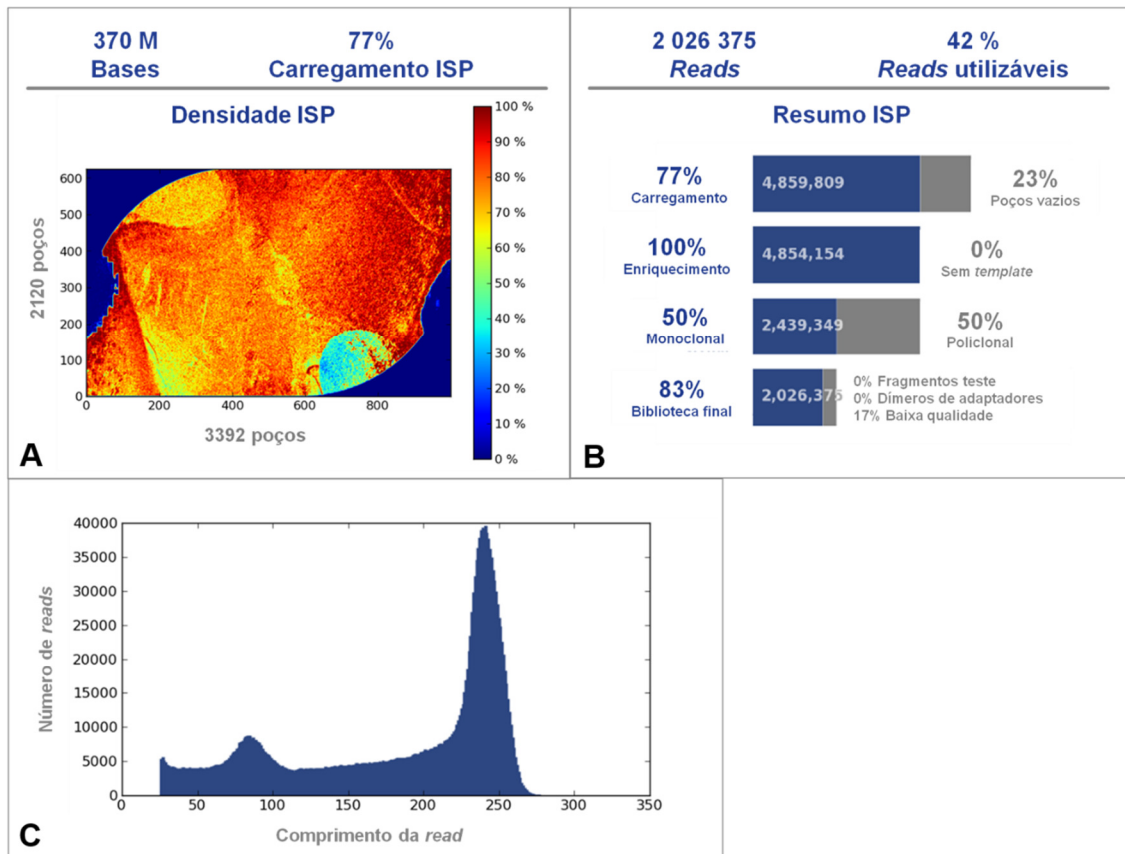 370 M
Bases
77%
Carregamento ISP
Densidade ISP
100 %
90 %
80 %
70 %
60 %
50 %
40 %
30 %
20 %
10 %
0 %
600
500
400
300
200
100
0
2120 poços
0
200
400
600
800
3392 poços
A
2 026 375
Reads
42 %
Reads utilizáveis
Resumo ISP
77%
Carregamento
4,859,809
23%
Poços vazios
100%
Enriquecimento
4,854,154
0%
Sem template
50%
Monoclonal
2,439,349
50%
Policlonal
83%
Biblioteca final
2,026,375
0% Fragmentos teste
0% Dímeros de adaptadores
17% Baixa qualidade
B
40000
35000
30000
25000
20000
15000
10000
5000
0
Número de reads
0
50
100
150
200
250
300
350
Comprimento da read
C